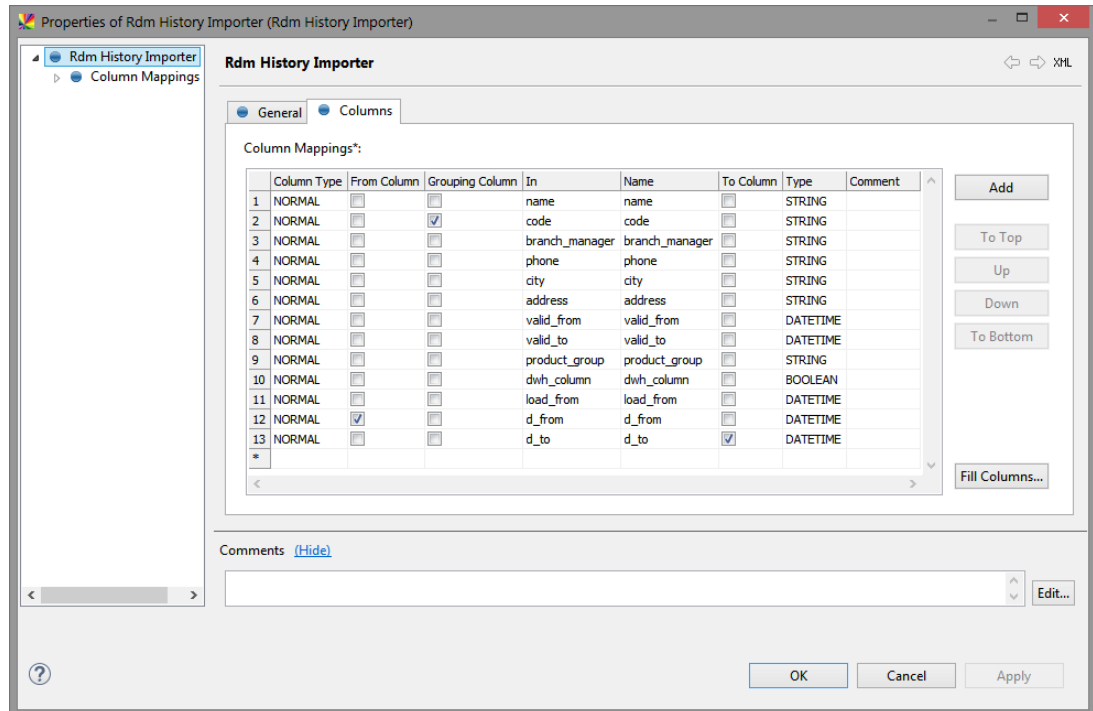 Properties of Rdm History Importer (Rdm History Importer)
Rdm History Importer
Column Mappings
Rdm History Importer
XML
General
Columns
Column Mappings*:
Column Type From Column Grouping Column In Name To Column Type Comment
1 NORMAL name name STRING
2 NORMAL code code STRING
3 NORMAL branch_manager branch_manager STRING
4 NORMAL phone phone STRING
5 NORMAL city city STRING
6 NORMAL address address STRING
7 NORMAL valid_from valid_from DATETIME
8 NORMAL valid_to valid_to DATETIME
9 NORMAL product_group product_group STRING
10 NORMAL dwh_column dwh_column BOOLEAN
11 NORMAL load_from load_from DATETIME
12 NORMAL d_from d_from DATETIME
13 NORMAL d_to d_to DATETIME
*
Add
To Top
Up
Down
To Bottom
Fill Columns...
Comments (Hide)
Edit...
?
OK
Cancel
Apply